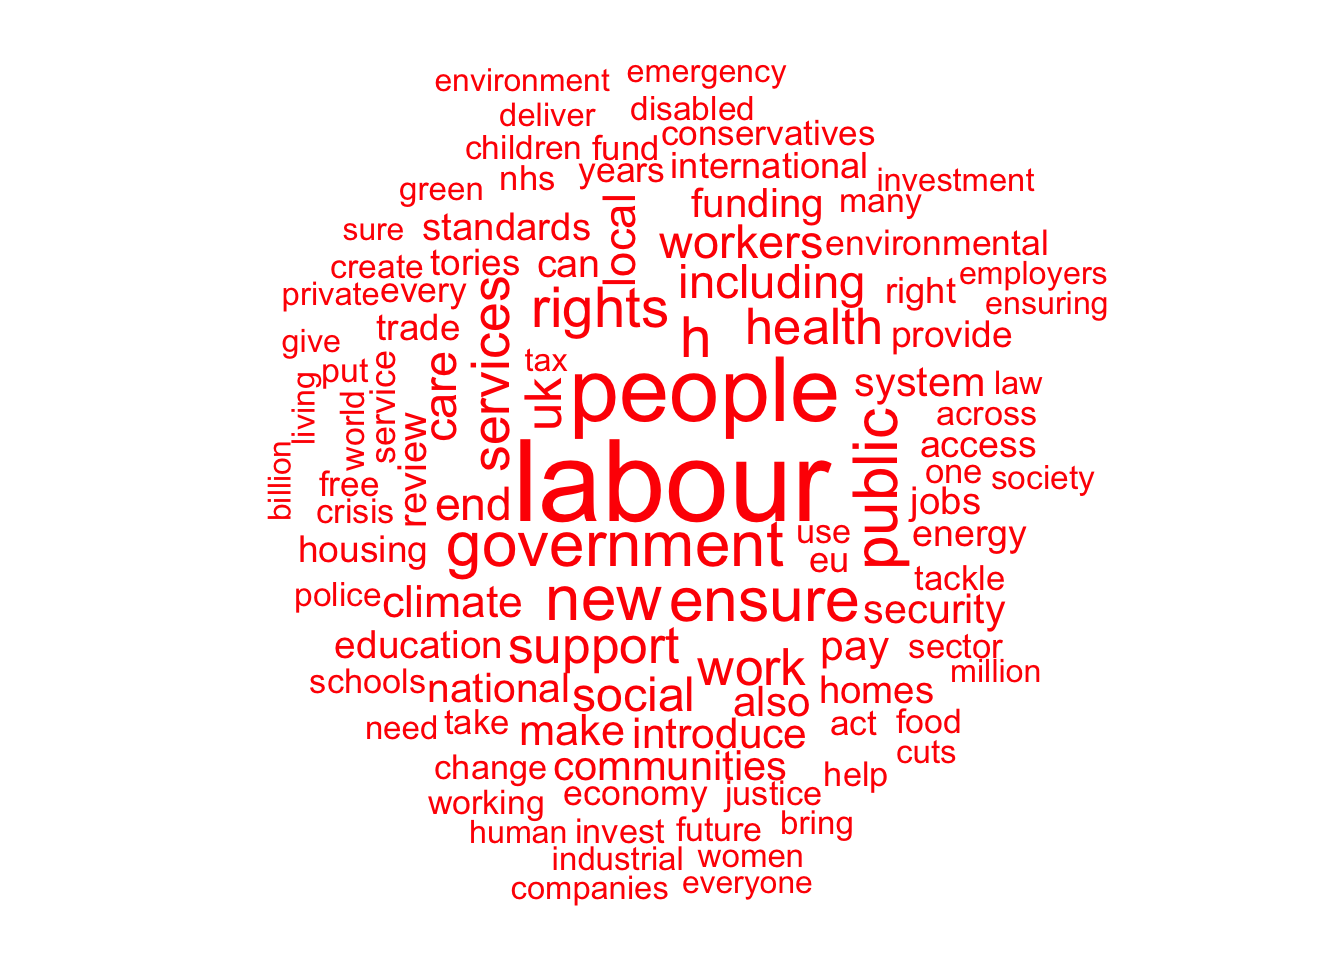 environment emergency
deliver disabled
children fund conservatives
green nhs years international investment
sure standards local funding many
create tories can workers environmental
private every including right employers
trade services rights h health provide ensuring
give put care uk tax people system law
living world service review public across
billion free end labour access
crisis one society
housing government use eu jobs energy
police climate new ensure security tackle
education support work pay sector
schools national social also homes million
need take make introduce act food
change communities help cuts
working economy justice
human invest future bring
industrial women
companies everyone